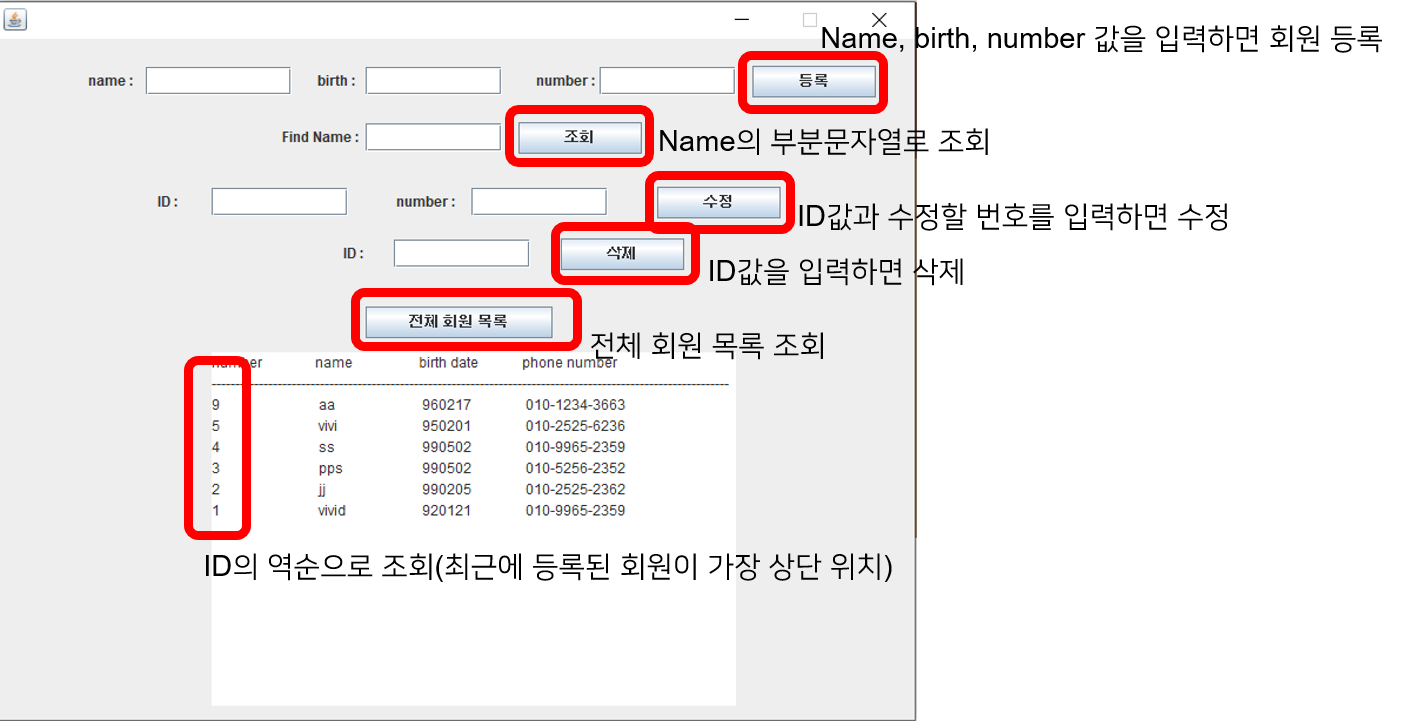 Name, birth, number 값을 입력하면 회원 등록
name : birth : number : 등록
Find Name : 조회 Name의 부분문자열로 조회
ID : number : 수정 ID값과 수정할 번호를 입력하면 수정
ID : 삭제 ID값을 입력하면 삭제
전체 회원 목록 전체 회원 목록 조회
number name birth date phone number
9 aa 960217 010-1234-3663
5 vivi 950201 010-2525-6236
4 ss 990502 010-9965-2359
3 pps 990502 010-5256-2352
2 jj 990205 010-2525-2362
1 vivid 920121 010-9965-2359
ID의 역순으로 조회(최근에 등록된 회원이 가장 상단 위치)